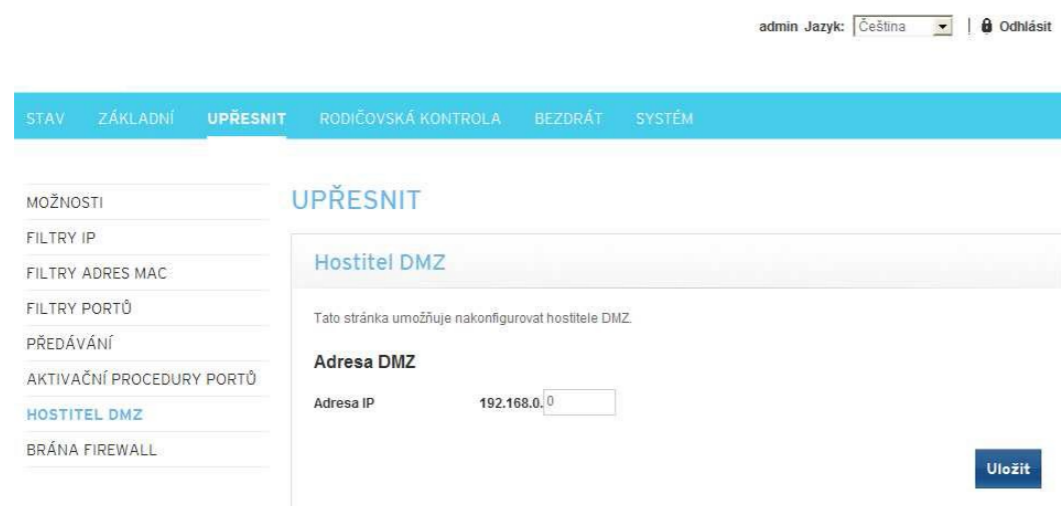 admin Jazyk: Čeština | Odhlásit
STAV ZÁKLADNÍ UPŘESNIT RODIČOVSKÁ KONTROLA BEZDRÁT SYSTÉM
MOŽNOSTI
FILTRY IP
FILTRY ADRES MAC
FILTRY PORTŮ
PŘEDÁVÁNÍ
AKTIVAČNÍ PROCEDURY PORTŮ
HOSTITEL DMZ
BRÁNA FIREWALL
UPŘESNIT
Hostitel DMZ
Tato stránka umožňuje nakonfigurovat hostitele DMZ.
Adresa DMZ
Adresa IP 192.168.0. 0
Uložit